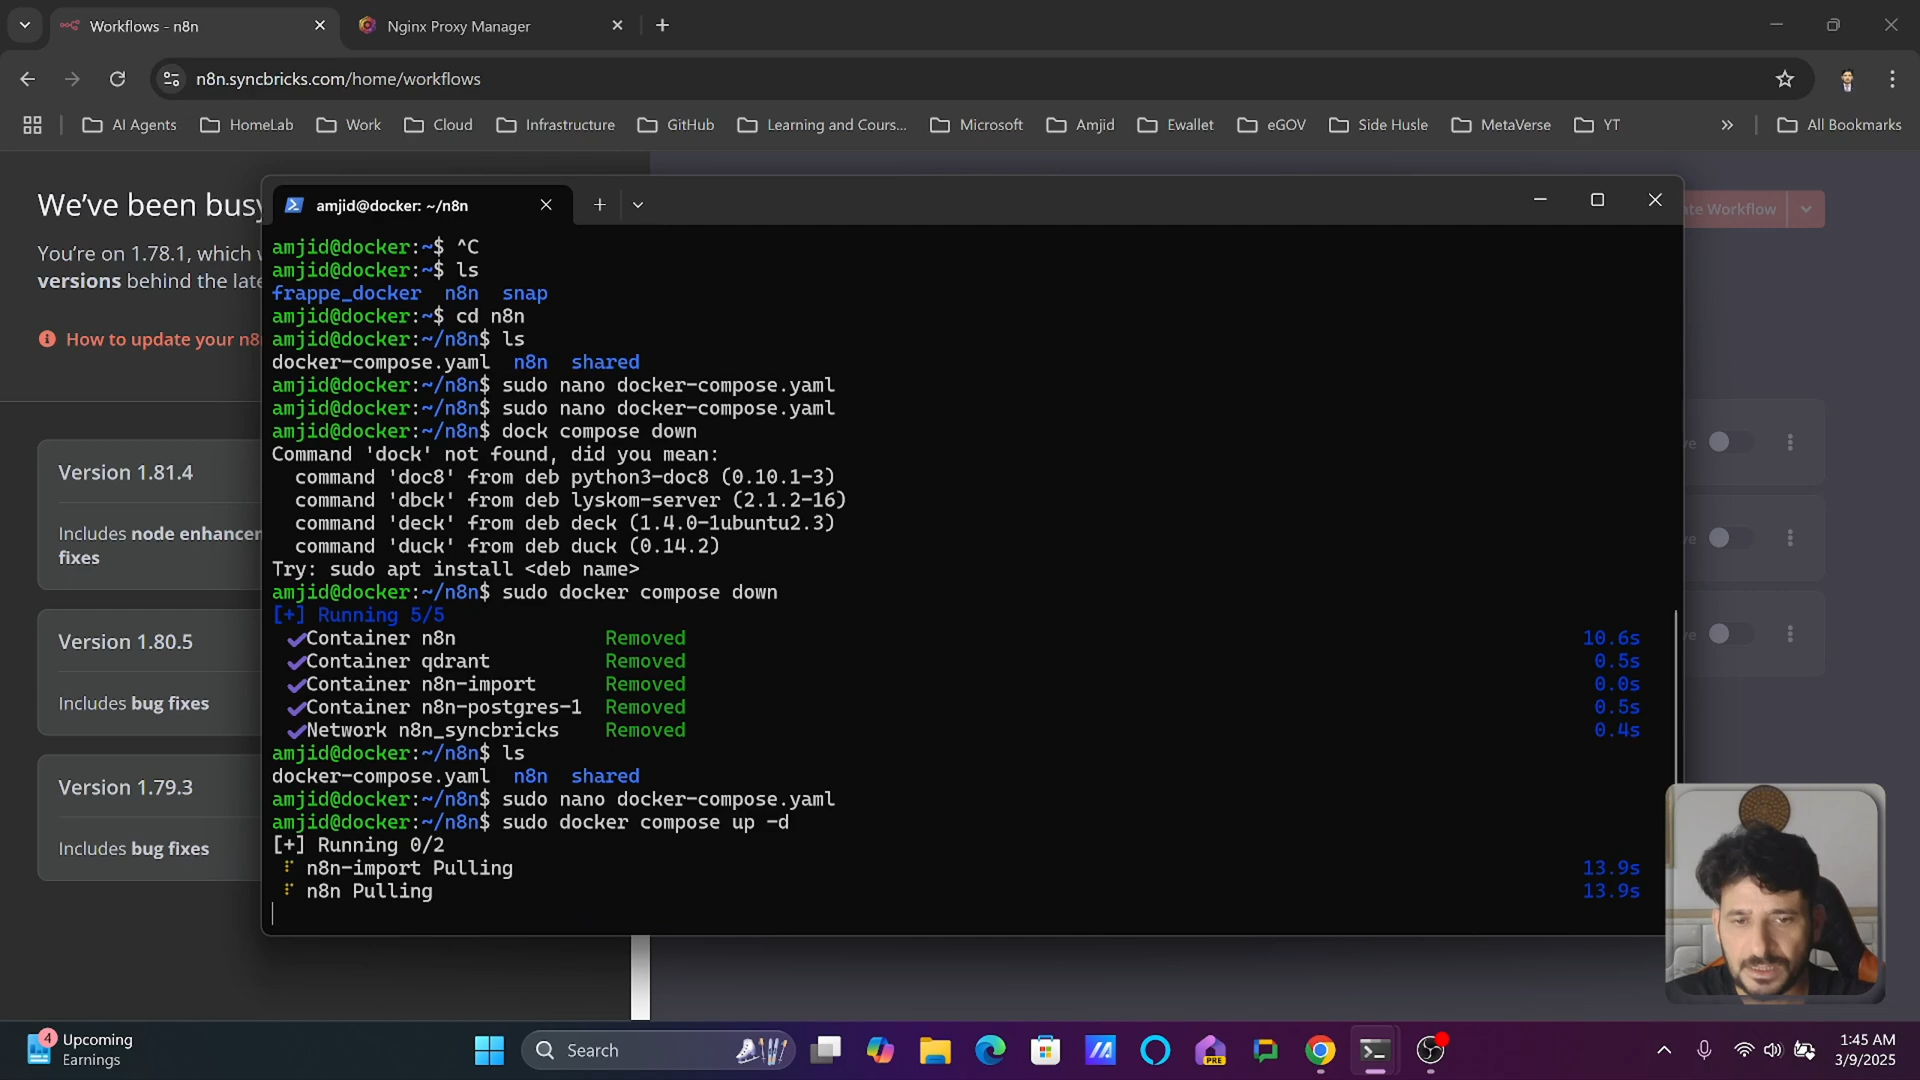 Workflows - n8n
Nginx Proxy Manager
n8n.syncbricks.com/home/workflows
AI Agents
HomeLab
Work
Cloud
Infrastructure
GitHub
Learning and Cours...
Microsoft
Amjid
Ewallet
eGOV
Side Husle
MetaVerse
YT
All Bookmarks
We've been busy
You're on 1.78.1, which
versions behind the late
How to update your n8
Version 1.81.4
Includes node enhancer
fixes
Version 1.80.5
Includes bug fixes
Version 1.79.3
Includes bug fixes
Workflow
amjid@docker: ~/n8n
amjid@docker:~$ ^C
amjid@docker:~$ ls
frappe_docker  n8n  snap
amjid@docker:~$ cd n8n
amjid@docker:~/n8n$ ls
docker-compose.yaml  n8n  shared
amjid@docker:~/n8n$ sudo nano docker-compose.yaml
amjid@docker:~/n8n$ sudo nano docker-compose.yaml
amjid@docker:~/n8n$ dock compose down
Command 'dock' not found, did you mean:
command 'doc8' from deb python3-doc8 (0.10.1-3)
command 'dbck' from deb lyskom-server (2.1.2-16)
command 'deck' from deb deck (1.4.0-1ubuntu2.3)
command 'duck' from deb duck (0.14.2)
Try: sudo apt install <deb name>
amjid@docker:~/n8n$ sudo docker compose down
[+] Running 5/5
✔Container n8n  Removed  10.6s
✔Container qdrant  Removed  0.5s
✔Container n8n-import  Removed  0.0s
✔Container n8n-postgres-1  Removed  0.5s
✔Network n8n_syncbricks  Removed  0.4s
amjid@docker:~/n8n$ ls
docker-compose.yaml  n8n  shared
amjid@docker:~/n8n$ sudo nano docker-compose.yaml
amjid@docker:~/n8n$ sudo docker compose up -d
[+] Running 0/2
n8n-import Pulling  13.9s
n8n Pulling  13.9s
4
Upcoming
Earnings
Search
PRE
1:45 AM
3/9/2025